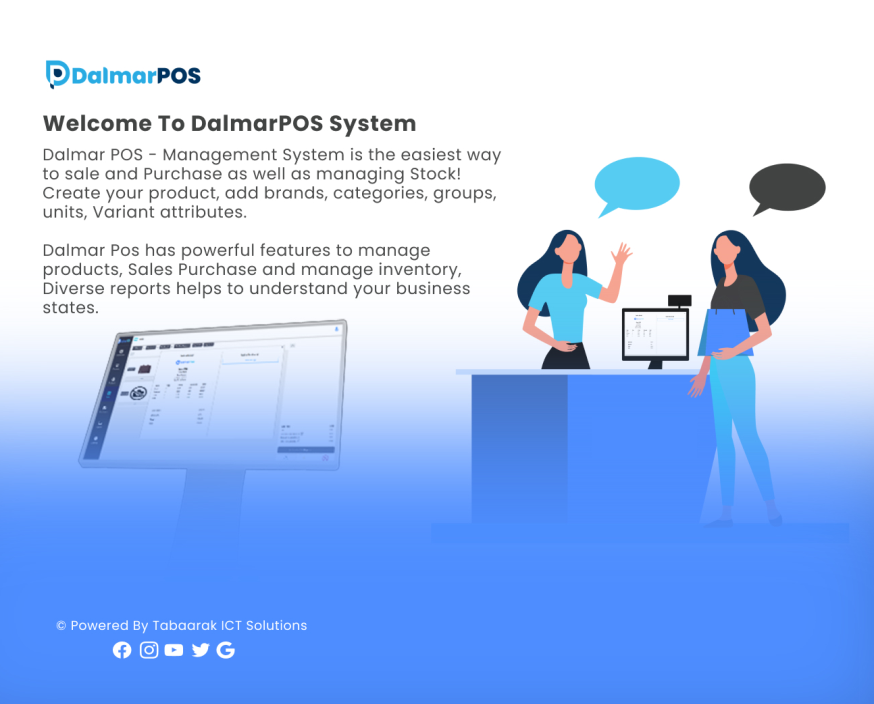 DalmarPOS
Welcome To DalmarPOS System
Dalmar POS - Management System is the easiest way
to sale and Purchase as well as managing Stock!
Create your product, add brands, categories, groups,
units, Variant attributes.
Dalmar Pos has powerful features to manage
products, Sales Purchase and manage inventory,
Diverse reports helps to understand your business
states.
© Powered By Tabaarak ICT Solutions